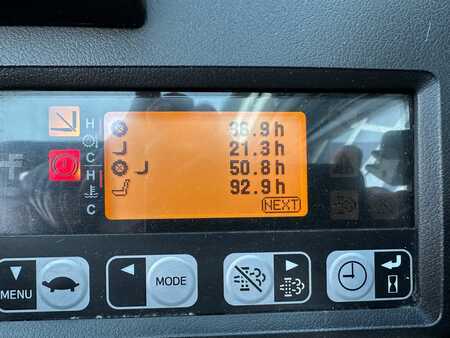 H 36.9 h
21.3 h
C
H 50.8 h
92.9 h
C
NEXT
MENU MODE